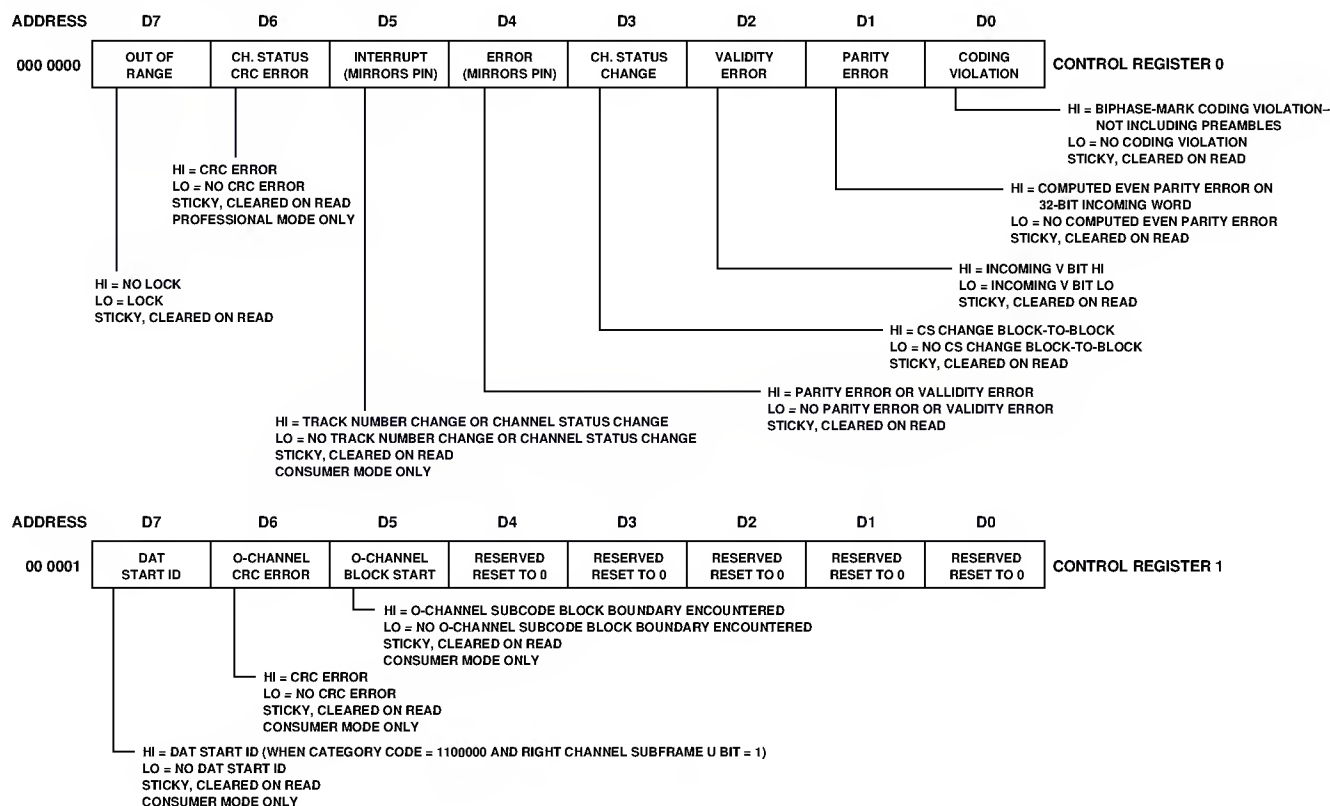 ADDRESS D7 D6 D5 D4 D3 D2 D1 D0
000 0000 OUT OF RANGE CH. STATUS CRC ERROR INTERRUPT (MIRRORS PIN) ERROR (MIRRORS PIN) CH. STATUS CHANGE VALIDITY ERROR PARITY ERROR CODING VIOLATION CONTROL REGISTER 0
HI = BIPHASE-MARK CODING VIOLATION–
NOT INCLUDING PREAMBLES
LO = NO CODING VIOLATION
STICKY, CLEARED ON READ
HI = CRC ERROR
LO = NO CRC ERROR
STICKY, CLEARED ON READ
PROFESSIONAL MODE ONLY
HI = COMPUTED EVEN PARITY ERROR ON
32-BIT INCOMING WORD
LO = NO COMPUTED EVEN PARITY ERROR
STICKY, CLEARED ON READ
HI = INCOMING V BIT HI
LO = INCOMING V BIT LO
STICKY, CLEARED ON READ
HI = NO LOCK
LO = LOCK
STICKY, CLEARED ON READ
HI = CS CHANGE BLOCK-TO-BLOCK
LO = NO CS CHANGE BLOCK-TO-BLOCK
STICKY, CLEARED ON READ
HI = PARITY ERROR OR VALLIDITY ERROR
LO = NO PARITY ERROR OR VALIDITY ERROR
STICKY, CLEARED ON READ
HI = TRACK NUMBER CHANGE OR CHANNEL STATUS CHANGE
LO = NO TRACK NUMBER CHANGE OR CHANNEL STATUS CHANGE
STICKY, CLEARED ON READ
CONSUMER MODE ONLY
ADDRESS D7 D6 D5 D4 D3 D2 D1 D0
00 0001 DAT START ID Q-CHANNEL CRC ERROR Q-CHANNEL BLOCK START RESERVED RESET TO 0 RESERVED RESET TO 0 RESERVED RESET TO 0 RESERVED RESET TO 0 RESERVED RESET TO 0 CONTROL REGISTER 1
HI = Q-CHANNEL SUBCODE BLOCK BOUNDARY ENCOUNTERED
LO = NO Q-CHANNEL SUBCODE BLOCK BOUNDARY ENCOUNTERED
STICKY, CLEARED ON READ
CONSUMER MODE ONLY
HI = CRC ERROR
LO = NO CRC ERROR
STICKY, CLEARED ON READ
CONSUMER MODE ONLY
HI = DAT START ID (WHEN CATEGORY CODE = 1100000 AND RIGHT CHANNEL SUBFRAME U BIT = 1)
LO = NO DAT START ID
STICKY, CLEARED ON READ
CONSUMER MODE ONLY